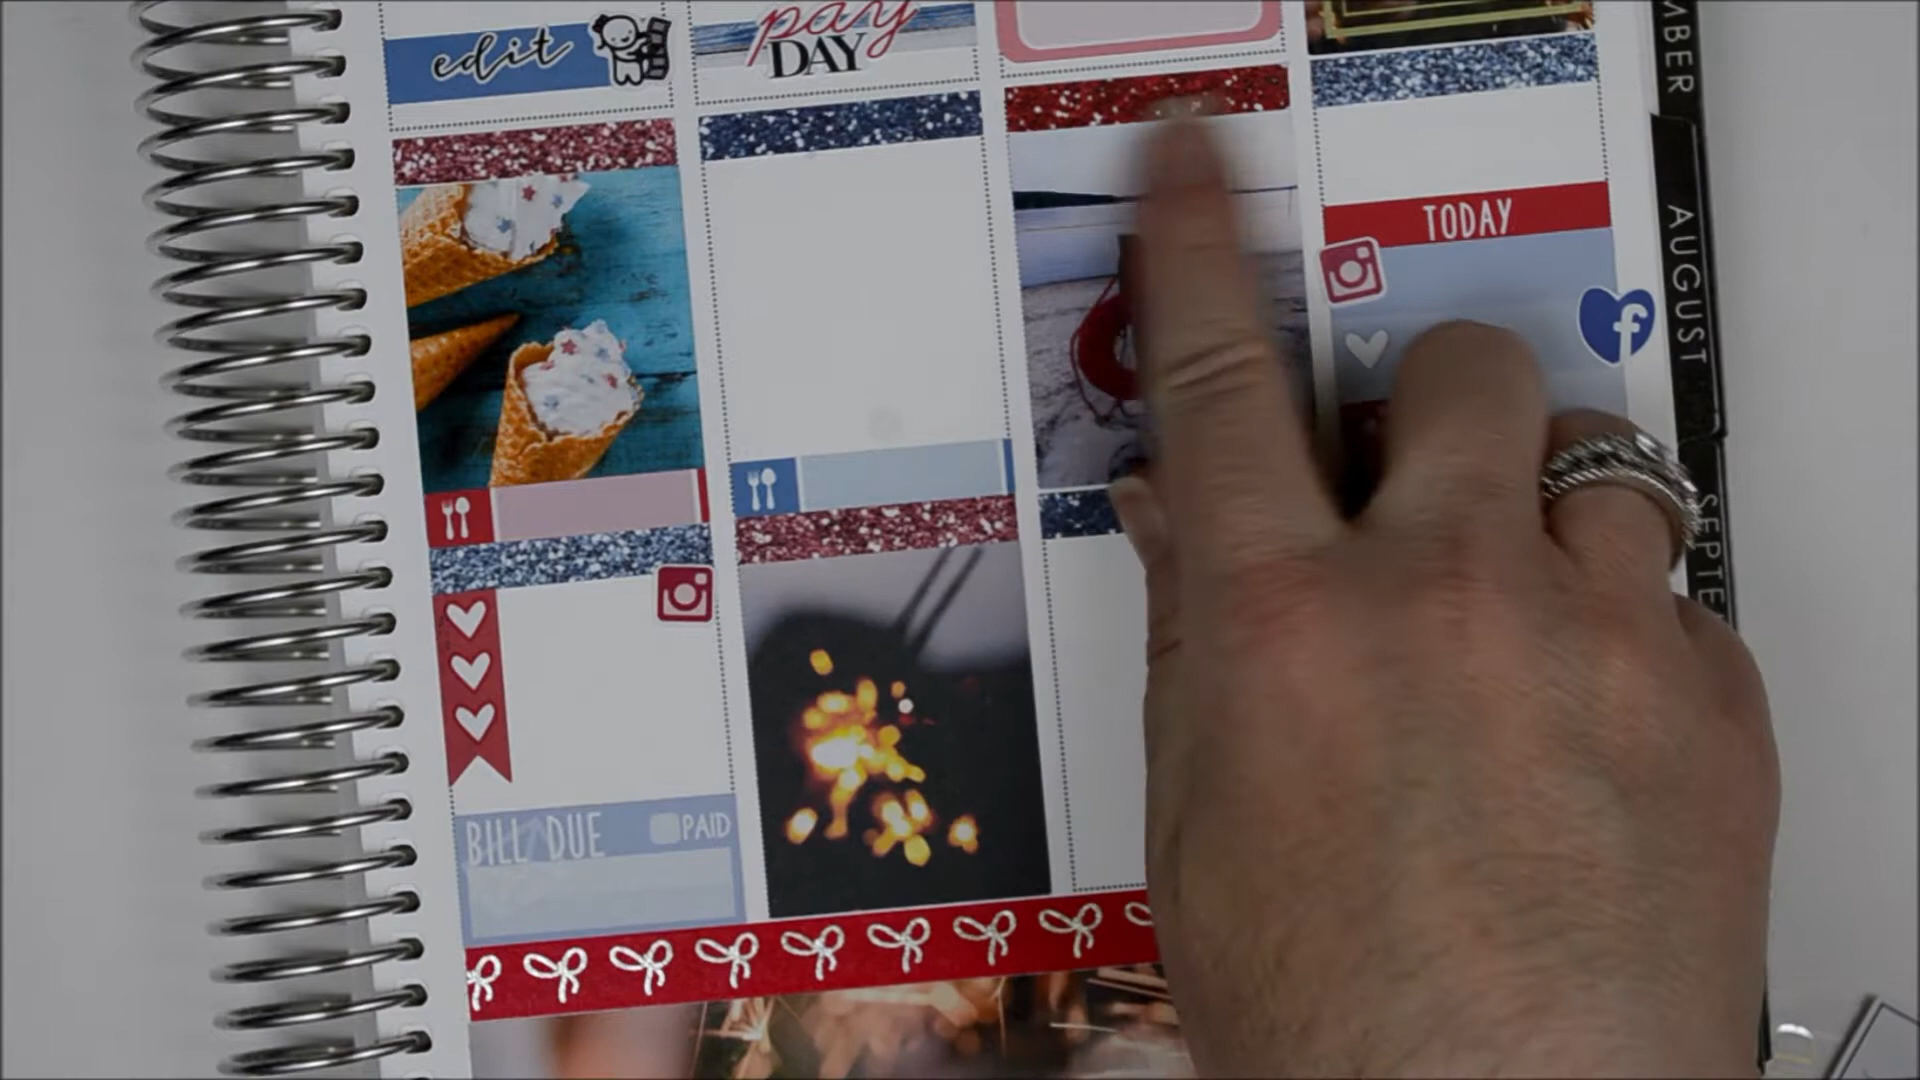 edit
pay
DAY
TODAY
f
BILL DUE
PAID
MBER
AUGUST
SEPTE